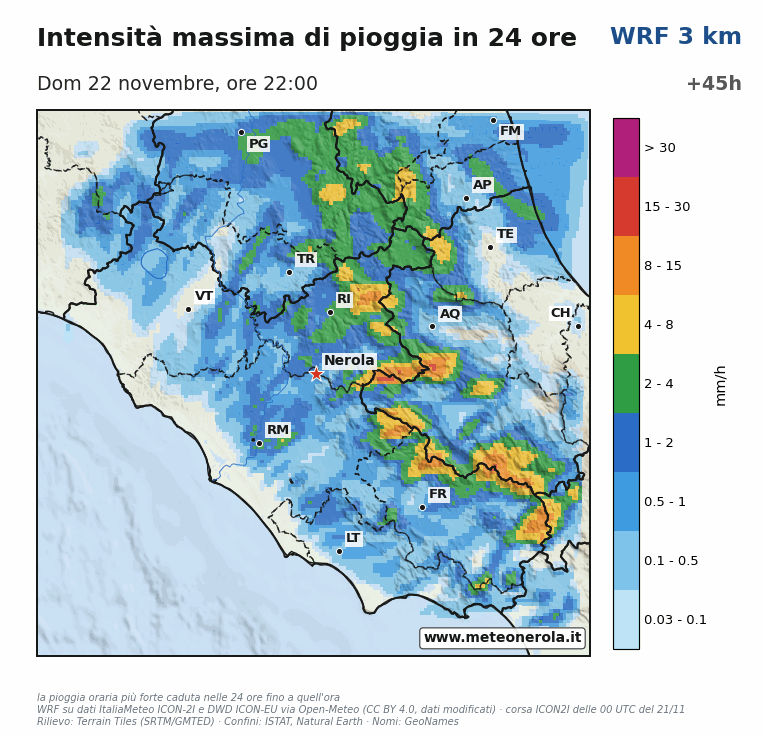 Intensità massima di pioggia in 24 ore
WRF 3 km
Dom 22 novembre, ore 22:00
+45h
PG
FM
AP
TE
TR
VT
RI
AQ
CH
Nerola
RM
FR
LT
www.meteonerola.it
> 30
15 - 30
8 - 15
4 - 8
2 - 4
1 - 2
0.5 - 1
0.1 - 0.5
0.03 - 0.1
mm/h
la pioggia oraria più forte caduta nelle 24 ore fino a quell'ora
WRF su dati ItaliaMeteo ICON-2I e DWD ICON-EU via Open-Meteo (CC BY 4.0, dati modificati) · corsa ICON2I delle 00 UTC del 21/11
Rilievo: Terrain Tiles (SRTM/GMTED) · Confini: ISTAT, Natural Earth · Nomi: GeoNames